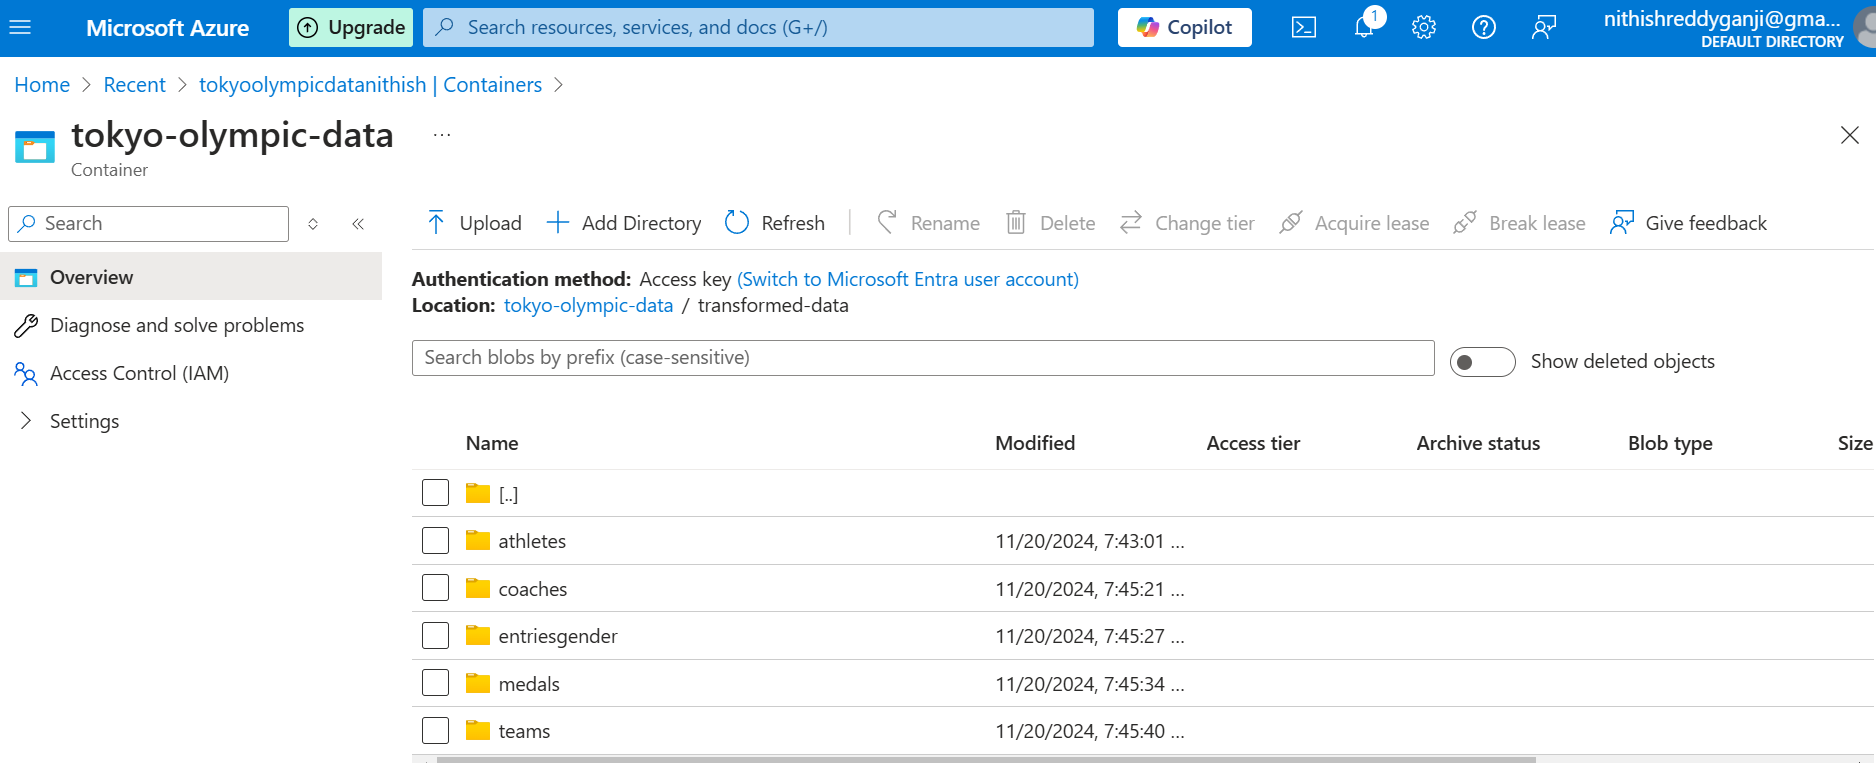 Microsoft Azure
Upgrade
Search resources, services, and docs (G+/)
Copilot
1
nithishreddyganji@gma...
DEFAULT DIRECTORY
Home > Recent > tokyoolympicdatanithish | Containers >
tokyo-olympic-data
...
Container
Search
Upload
Add Directory
Refresh
Rename
Delete
Change tier
Acquire lease
Break lease
Give feedback
Overview
Diagnose and solve problems
Access Control (IAM)
Settings
Authentication method: Access key (Switch to Microsoft Entra user account)
Location: tokyo-olympic-data / transformed-data
Search blobs by prefix (case-sensitive)
Show deleted objects
Name Modified Access tier Archive status Blob type Size
[..]
athletes 11/20/2024, 7:43:01 ...
coaches 11/20/2024, 7:45:21 ...
entriesgender 11/20/2024, 7:45:27 ...
medals 11/20/2024, 7:45:34 ...
teams 11/20/2024, 7:45:40 ...